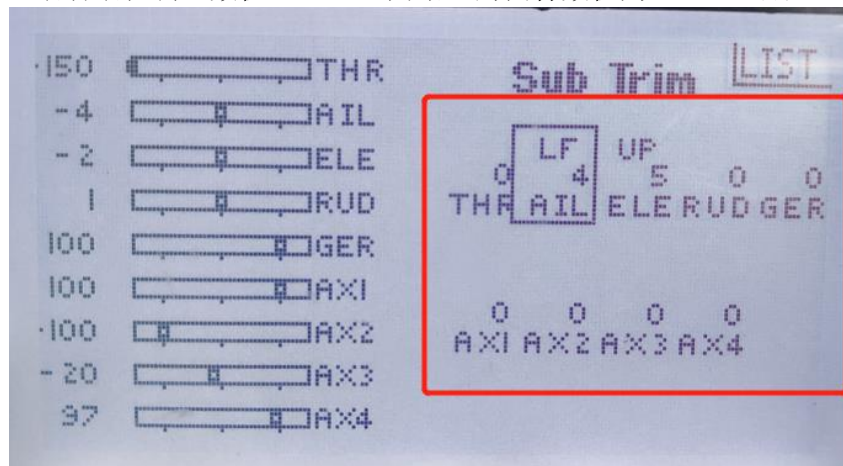 -150 THR
-4 AIL
-2 ELE
1 RUD
100 GER
100 AX1
-100 AX2
-20 AX3
97 AX4
Sub Trim LIST
LF UP
0 4 5 0 0
THR AIL ELE RUD GER
0 0 0 0
AX1 AX2 AX3 AX4